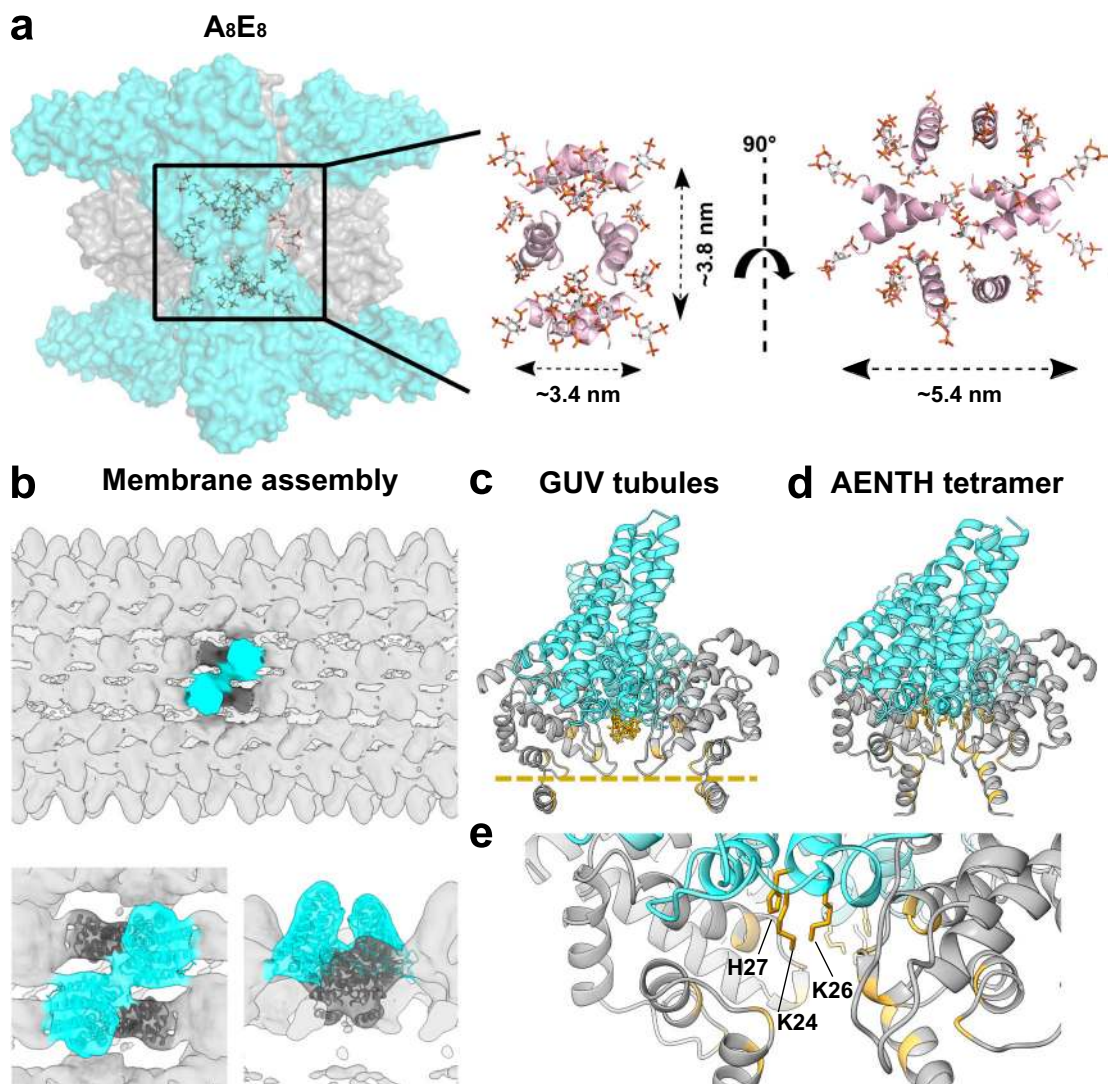 a
A₈E₈
90°
~3.8 nm
~3.4 nm
~5.4 nm
b
Membrane assembly
c
GUV tubules
d
AENTH tetramer
e
H27
K26
K24